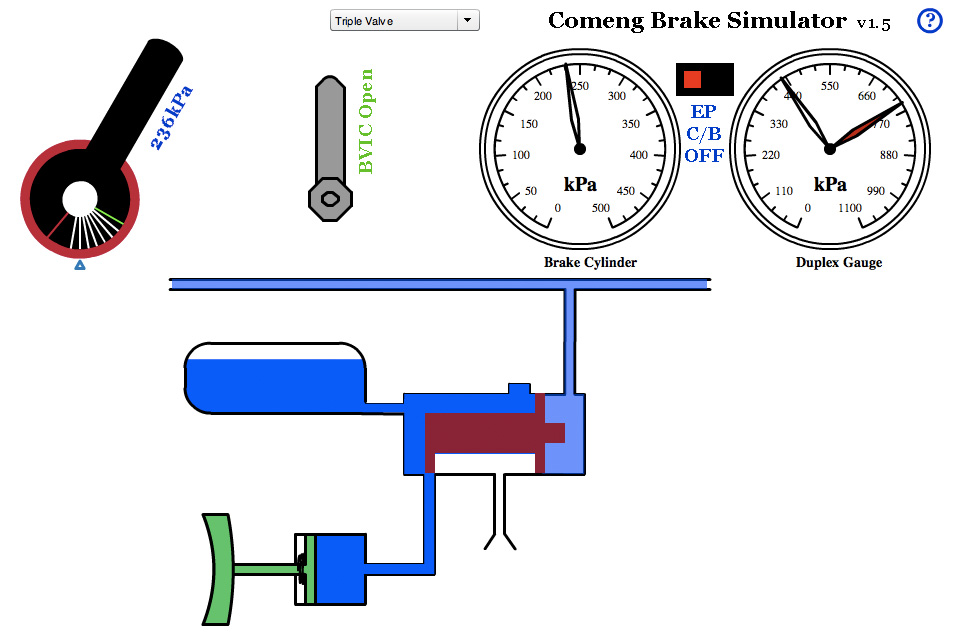 Triple Valve
Comeng Brake Simulator v1.5
?
236kPa
BVIC Open
0
50
100
150
200
250
300
350
400
450
500
kPa
Brake Cylinder
EP
C/B
OFF
0
110
220
330
440
550
660
770
880
990
1100
kPa
Duplex Gauge